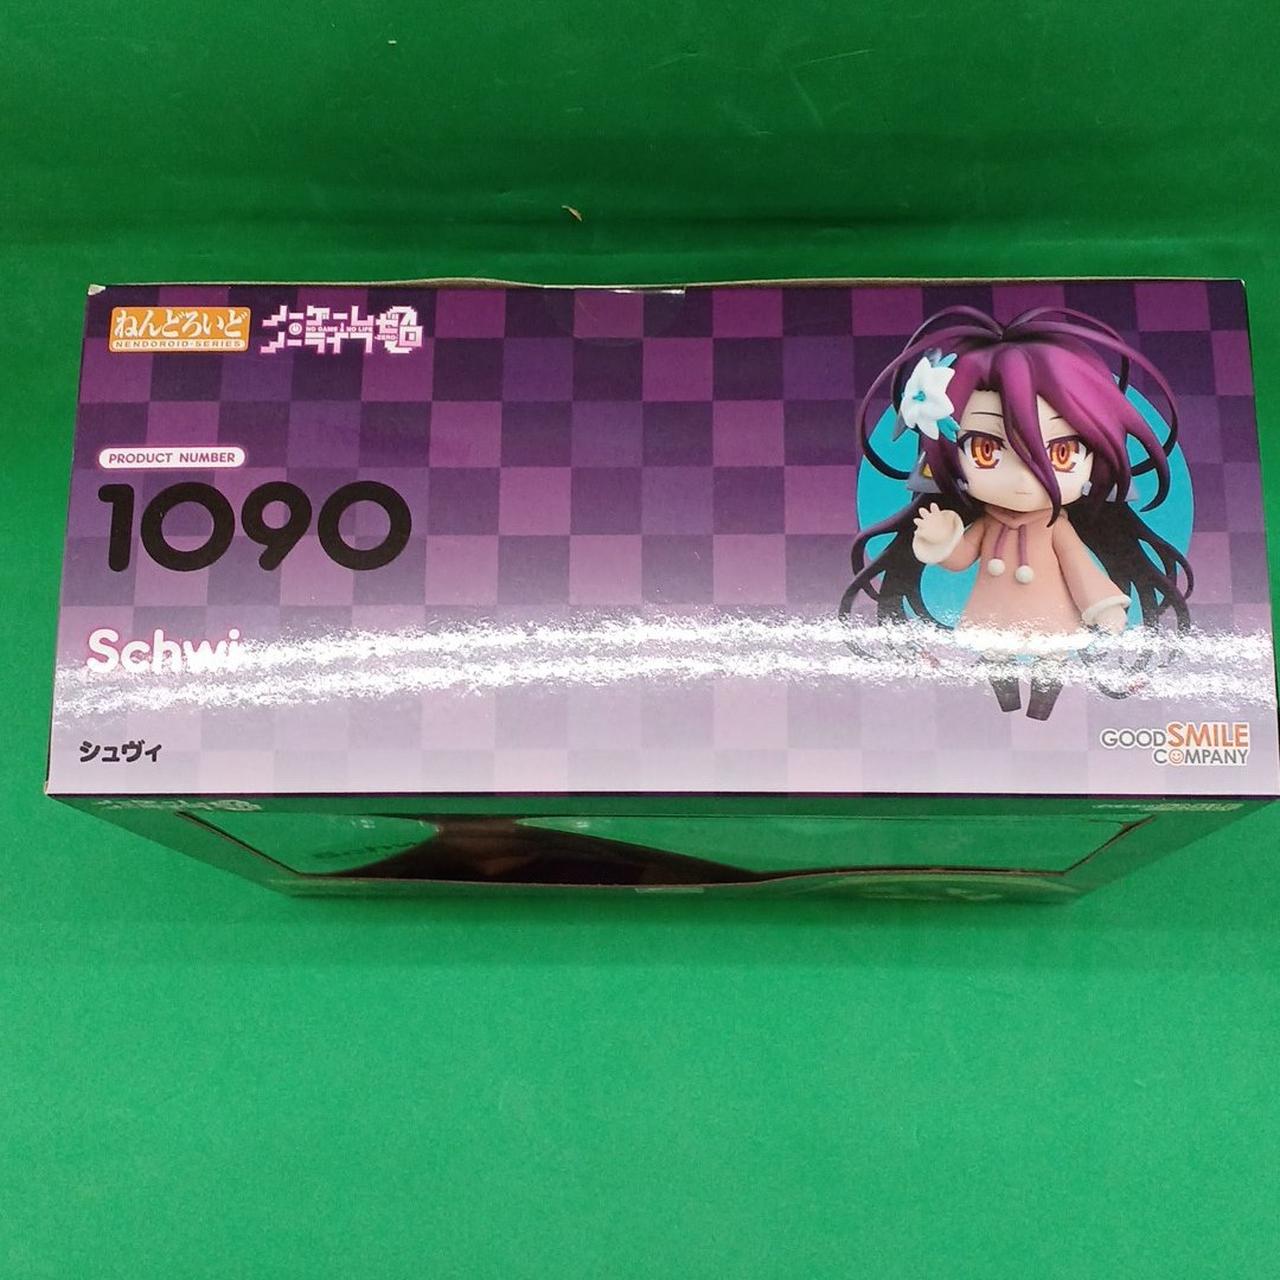 ねんどろいど
NENDOROID-SERIES
ノーゲーム
NO GAME NO LIFE
ノーライフ ゼロ
ZERO
PRODUCT NUMBER
1090
Schwi
シュヴィ
GOOD SMILE
COMPANY